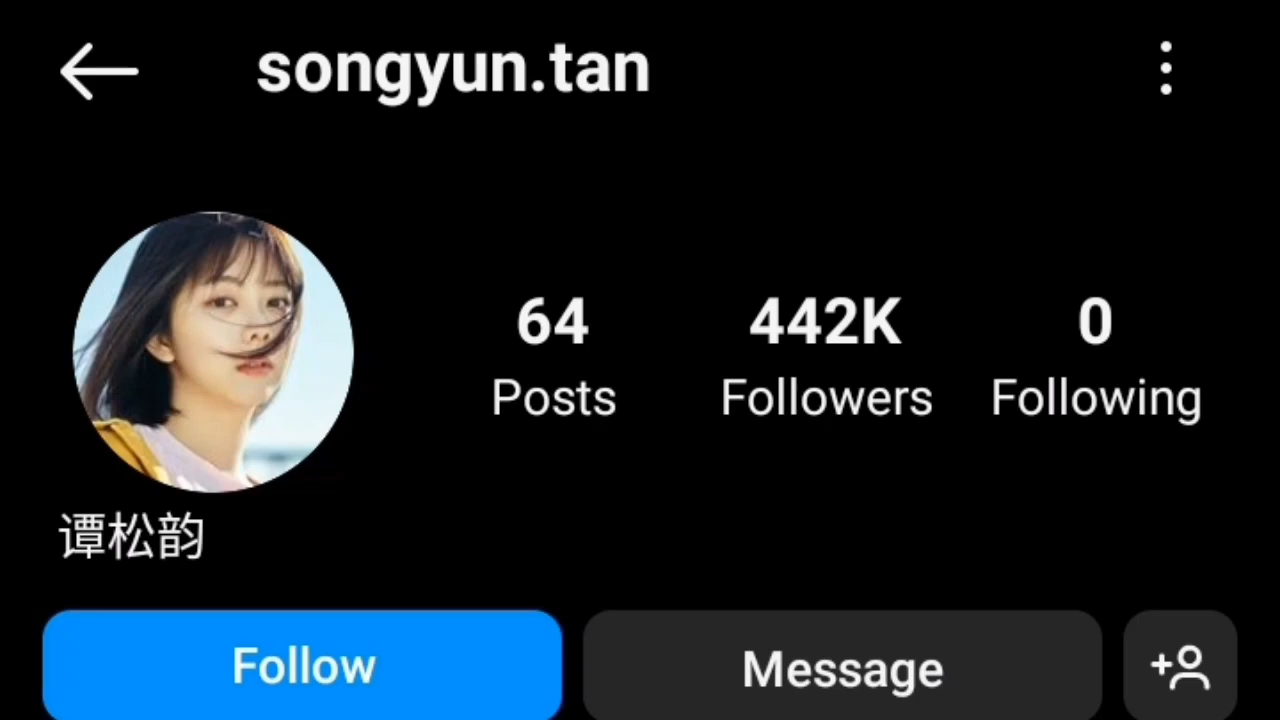 songyun.tan
64 442K 0
Posts Followers Following
谭松韵
Follow Message